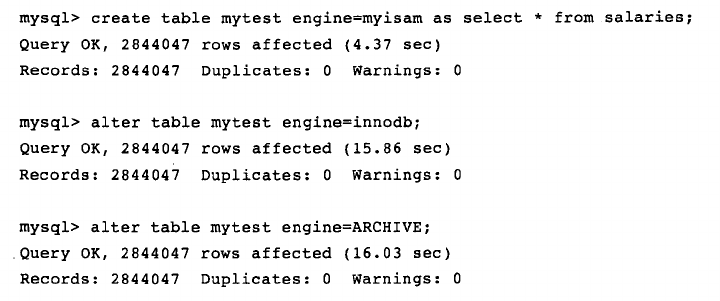 mysql> create table mytest engine=myisam as select * from salaries;
Query OK, 2844047 rows affected (4.37 sec)
Records: 2844047  Duplicates: 0  Warnings: 0
mysql> alter table mytest engine=innodb;
Query OK, 2844047 rows affected (15.86 sec)
Records: 2844047  Duplicates: 0  Warnings: 0
mysql> alter table mytest engine=ARCHIVE;
Query OK, 2844047 rows affected (16.03 sec)
Records: 2844047  Duplicates: 0  Warnings: 0